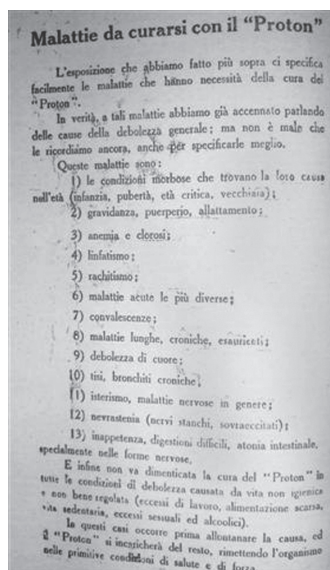 Malattie da curarsi con il "Proton"
L'esposizione che abbiamo fatto più sopra ci specifica
facilmente le malattie che hanno necessità della cura del
"Proton".
In verità, a tali malattie abbiamo già accennato parlando
delle cause della debolezza generale; ma non è male che
le ricordiamo ancora, anche per specificarle meglio.
Queste malattie sono:
1) le condizioni morbose che trovano la loro causa
nell'età (infanzia, pubertà, età critica, vecchiaia);
2) gravidanza, puerperio, allattamento;
3) anemia e clorosi;
4) linfatismo;
5) rachitismo;
6) malattie acute le più diverse;
7) convalescenze;
8) malattie lunghe, croniche, esaurienti;
9) debolezza di cuore;
10) tisi, bronchiti croniche;
11) isterismo, malattie nervose in genere;
12) nevrastenia (nervi stanchi, sovraeccitati);
13) inappetenza, digestioni difficili, atonia intestinale,
specialmente nelle forme nervose.
E infine non va dimenticata la cura del "Proton" in
tutte le condizioni di debolezza causata da vita non igienica
e non bene regolata (eccessi di lavoro, alimentazione scarsa,
vita sedentaria, eccessi sessuali ed alcoolici).
In questi casi occorre prima allontanare la causa, ed
il "Proton" si incaricherà del resto, rimettendo l'organismo
nelle primitive condizioni di salute e di forza.